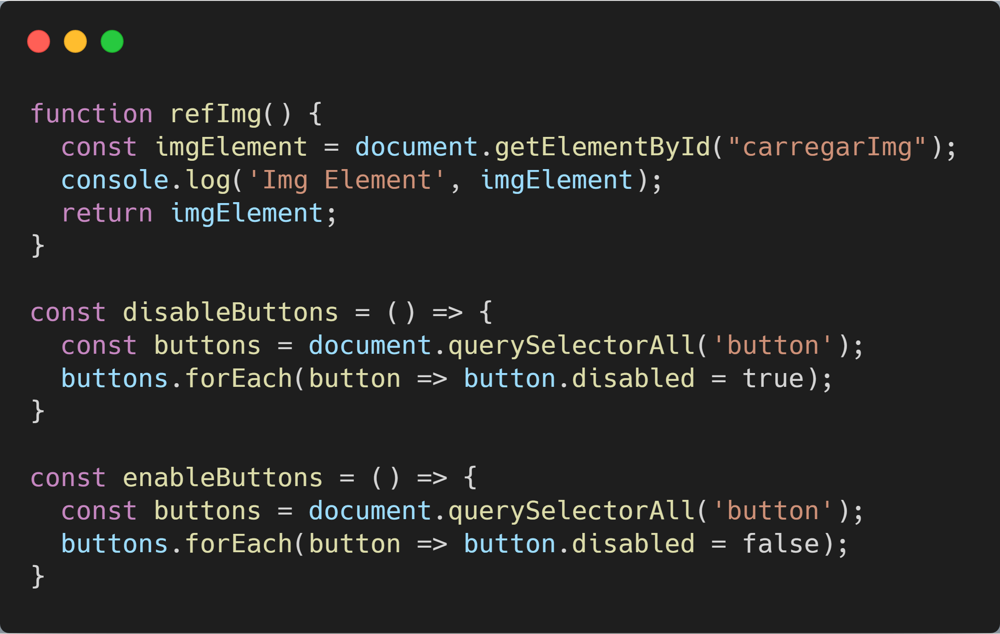 function refImg() {
  const imgElement = document.getElementById("carregarImg");
  console.log('Img Element', imgElement);
  return imgElement;
}

const disableButtons = () => {
  const buttons = document.querySelectorAll('button');
  buttons.forEach(button => button.disabled = true);
}

const enableButtons = () => {
  const buttons = document.querySelectorAll('button');
  buttons.forEach(button => button.disabled = false);
}